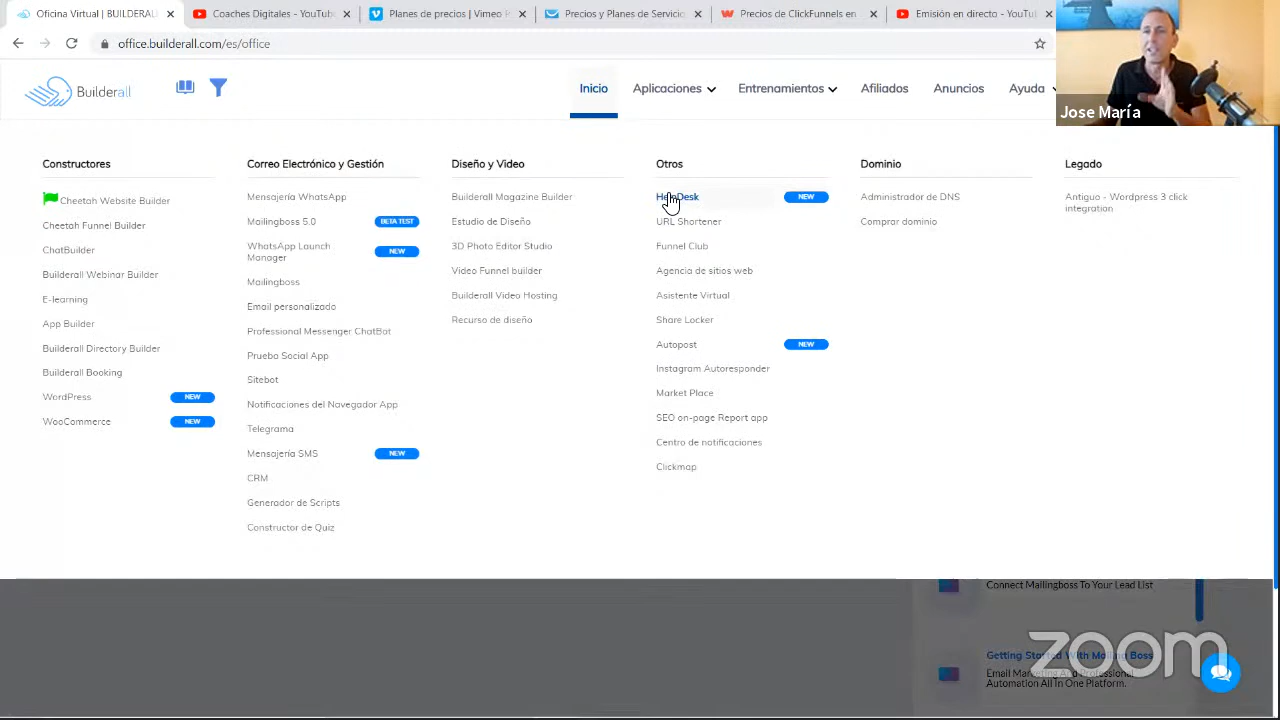 Oficina Virtual | BUILDERAL
Coaches Digitales - YouTub
Planes de precios | Vimeo
Precios y Planes de Servicio
Precios de ClickFunnels en
Emisión en directo - YouTu
office.builderall.com/es/office
Jose María
Builderall
Inicio
Aplicaciones
Entrenamientos
Afiliados
Anuncios
Ayuda
Constructores
Cheetah Website Builder
Cheetah Funnel Builder
ChatBuilder
Builderall Webinar Builder
E-learning
App Builder
Builderall Directory Builder
Builderall Booking
WordPress NEW
WooCommerce NEW
Correo Electrónico y Gestión
Mensajería WhatsApp
Mailingboss 5.0 BETA TEST
WhatsApp Launch NEW
Manager
Mailingboss
Email personalizado
Professional Messenger ChatBot
Prueba Social App
Sitebot
Notificaciones del Navegador App
Telegrama
Mensajería SMS NEW
CRM
Generador de Scripts
Constructor de Quiz
Diseño y Video
Builderall Magazine Builder
Estudio de Diseño
3D Photo Editor Studio
Video Funnel builder
Builderall Video Hosting
Recurso de diseño
Otros
HelpDesk NEW
URL Shortener
Funnel Club
Agencia de sitios web
Asistente Virtual
Share Locker
Autopost NEW
Instagram Autoresponder
Market Place
SEO on-page Report app
Centro de notificaciones
Clickmap
Dominio
Administrador de DNS
Comprar dominio
Legado
Antiguo - Wordpress 3 click
integration
Connect Mailingboss To Your Lead List
Getting Started With Mailing Boss
Email Marketing And Professional
Automation All In One Platform.
zoom